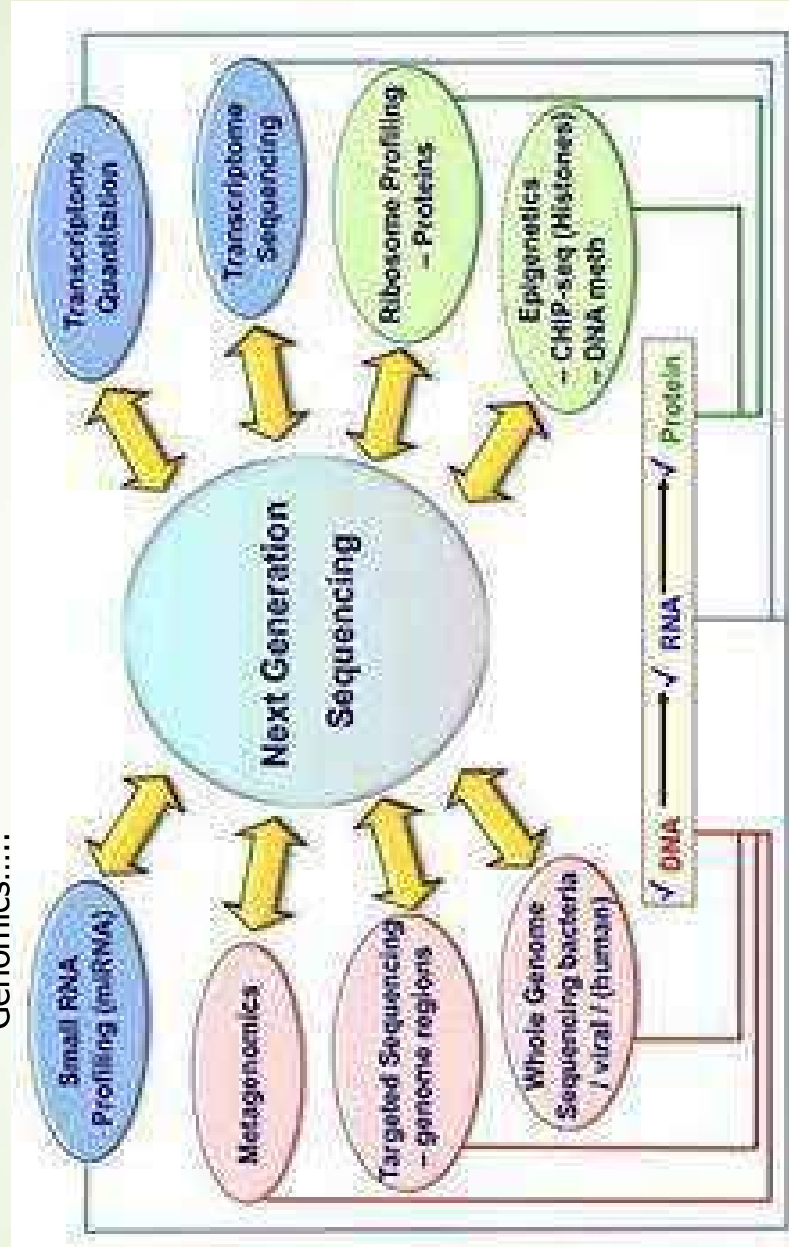 Genomics.....
Small RNA
Profiling (miRNA)
Transcriptome
Quantitation
Metagenomics
Next Generation
Sequencing
Transcriptome
Sequencing
Targeted Sequencing
– genome regions
Ribosome Profiling
– Proteins
Whole Genome
Sequencing bacteria
/ viral / (human)
Epigenetics
– CHIP-seq (Histones)
– DNA meth
√ DNA √ RNA √ Protein